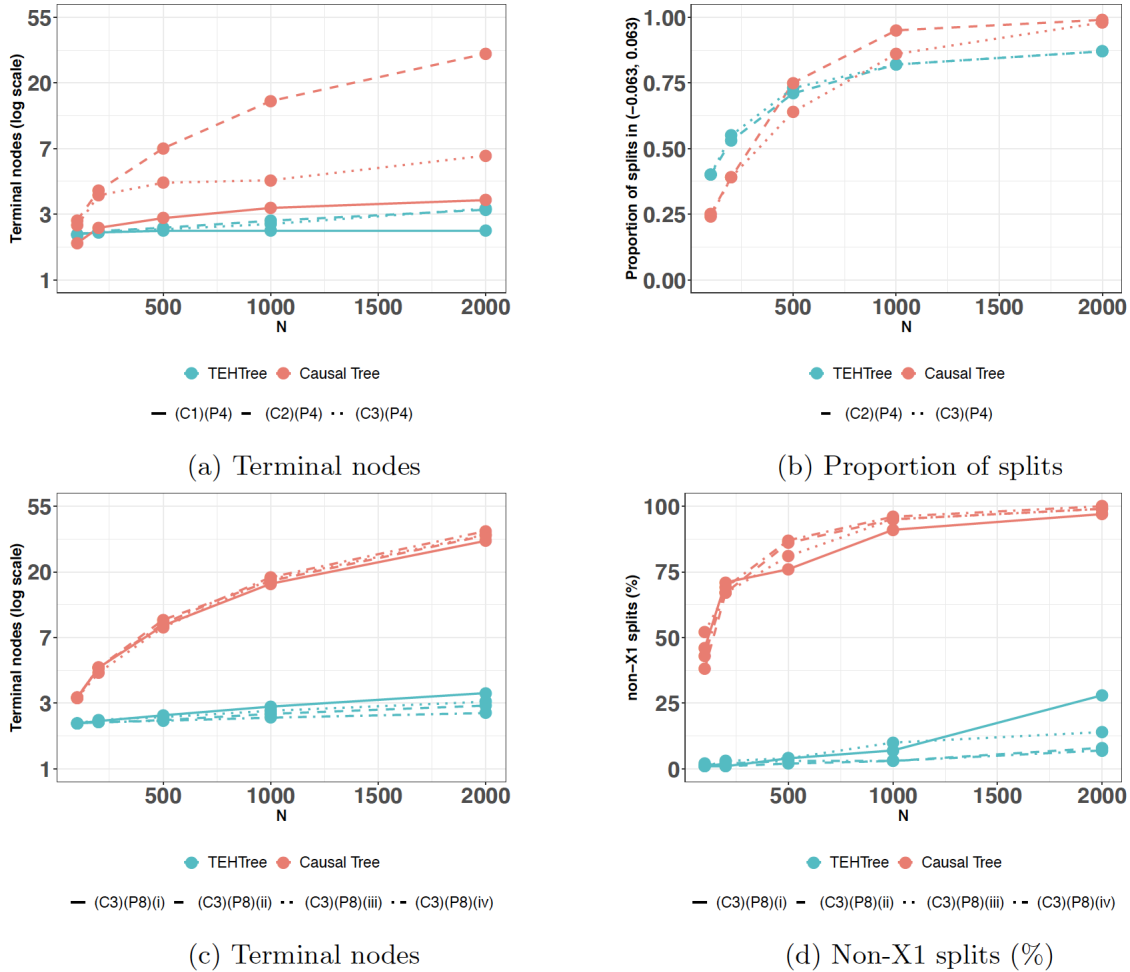 55
20
7
3
1
Terminal nodes (log scale)
500 1000 1500 2000
N
TEHTree Causal Tree
(C1)(P4) (C2)(P4) (C3)(P4)
(a) Terminal nodes
1.00
0.75
0.50
0.25
0.00
Proportion of splits in (−0.063, 0.063)
500 1000 1500 2000
N
TEHTree Causal Tree
(C2)(P4) (C3)(P4)
(b) Proportion of splits
55
20
7
3
1
Terminal nodes (log scale)
500 1000 1500 2000
N
TEHTree Causal Tree
(C3)(P8)(i) (C3)(P8)(ii) (C3)(P8)(iii) (C3)(P8)(iv)
(c) Terminal nodes
100
75
50
25
0
non−X1 splits (%)
500 1000 1500 2000
N
TEHTree Causal Tree
(C3)(P8)(i) (C3)(P8)(ii) (C3)(P8)(iii) (C3)(P8)(iv)
(d) Non-X1 splits (%)